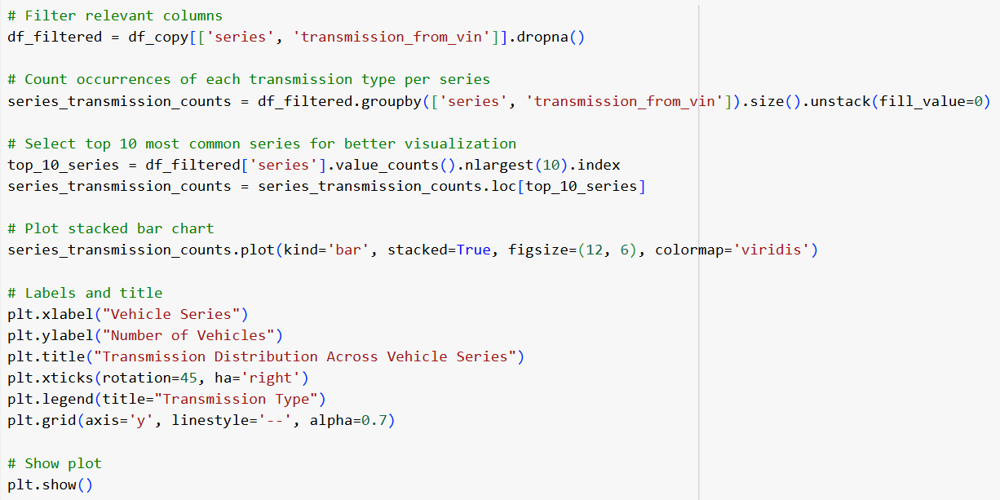 # Filter relevant columns
df_filtered = df_copy[['series', 'transmission_from_vin']].dropna()
# Count occurrences of each transmission type per series
series_transmission_counts = df_filtered.groupby(['series', 'transmission_from_vin']).size().unstack(fill_value=0)
# Select top 10 most common series for better visualization
top_10_series = df_filtered['series'].value_counts().nlargest(10).index
series_transmission_counts = series_transmission_counts.loc[top_10_series]
# Plot stacked bar chart
series_transmission_counts.plot(kind='bar', stacked=True, figsize=(12, 6), colormap='viridis')
# Labels and title
plt.xlabel("Vehicle Series")
plt.ylabel("Number of Vehicles")
plt.title("Transmission Distribution Across Vehicle Series")
plt.xticks(rotation=45, ha='right')
plt.legend(title="Transmission Type")
plt.grid(axis='y', linestyle='--', alpha=0.7)
# Show plot
plt.show()